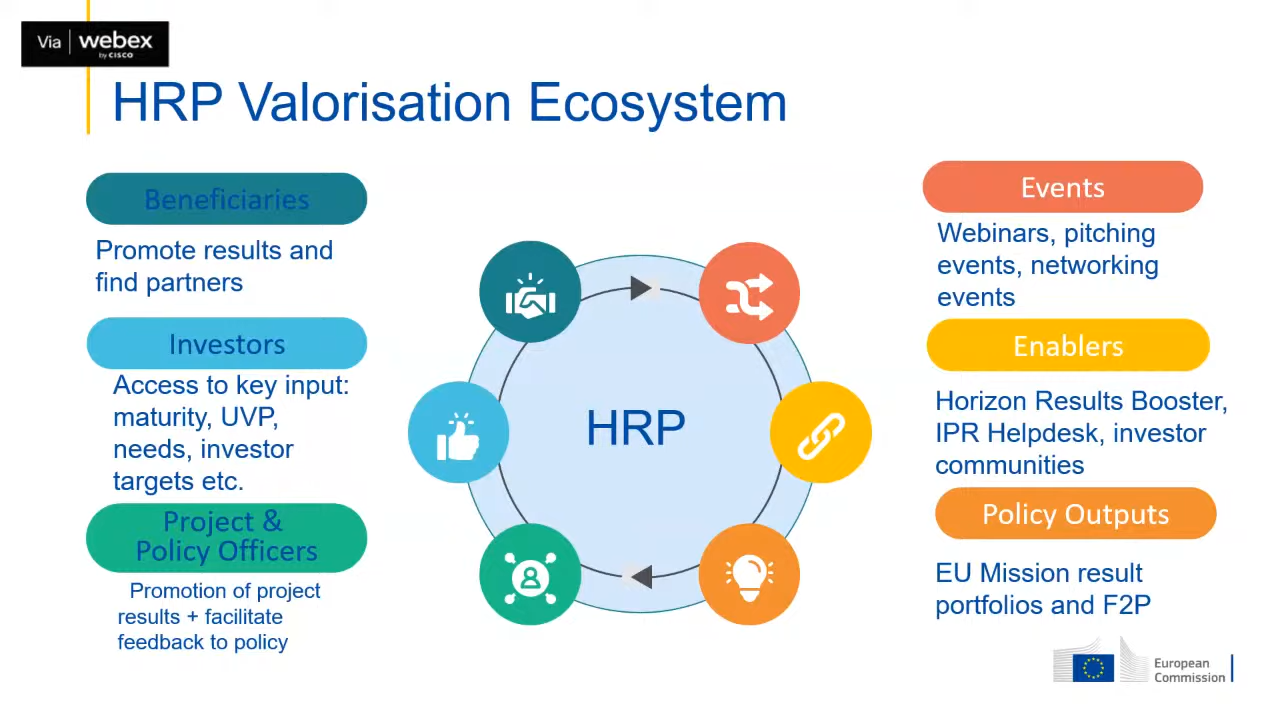 Via webex
by CISCO
HRP Valorisation Ecosystem
Beneficiaries
Promote results and
find partners
Investors
Access to key input:
maturity, UVP,
needs, investor
targets etc.
Project &
Policy Officers
Promotion of project
results + facilitate
feedback to policy
HRP
Events
Webinars, pitching
events, networking
events
Enablers
Horizon Results Booster,
IPR Helpdesk, investor
communities
Policy Outputs
EU Mission result
portfolios and F2P
European
Commission